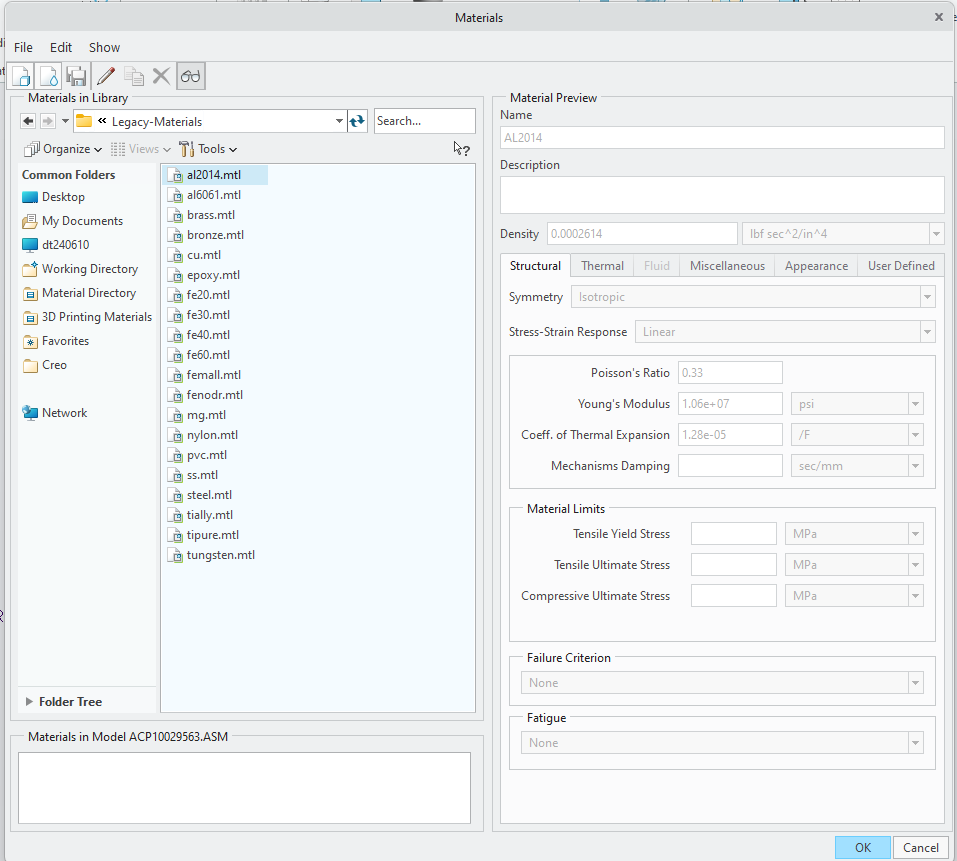 Materials
File Edit Show
Materials in Library
« Legacy-Materials
Search...
Organize Views Tools
Common Folders
Desktop
My Documents
dt240610
Working Directory
Material Directory
3D Printing Materials
Favorites
Creo
Network
Folder Tree
al2014.mtl
al6061.mtl
brass.mtl
bronze.mtl
cu.mtl
epoxy.mtl
fe20.mtl
fe30.mtl
fe40.mtl
fe60.mtl
femall.mtl
fenodr.mtl
mg.mtl
nylon.mtl
pvc.mtl
ss.mtl
steel.mtl
tially.mtl
tipure.mtl
tungsten.mtl
Materials in Model ACP10029563.ASM
Material Preview
Name
AL2014
Description
Density 0.0002614 lbf sec^2/in^4
Structural Thermal Fluid Miscellaneous Appearance User Defined
Symmetry Isotropic
Stress-Strain Response Linear
Poisson's Ratio 0.33
Young's Modulus 1.06e+07 psi
Coeff. of Thermal Expansion 1.28e-05 /F
Mechanisms Damping sec/mm
Material Limits
Tensile Yield Stress MPa
Tensile Ultimate Stress MPa
Compressive Ultimate Stress MPa
Failure Criterion
None
Fatigue
None
OK Cancel